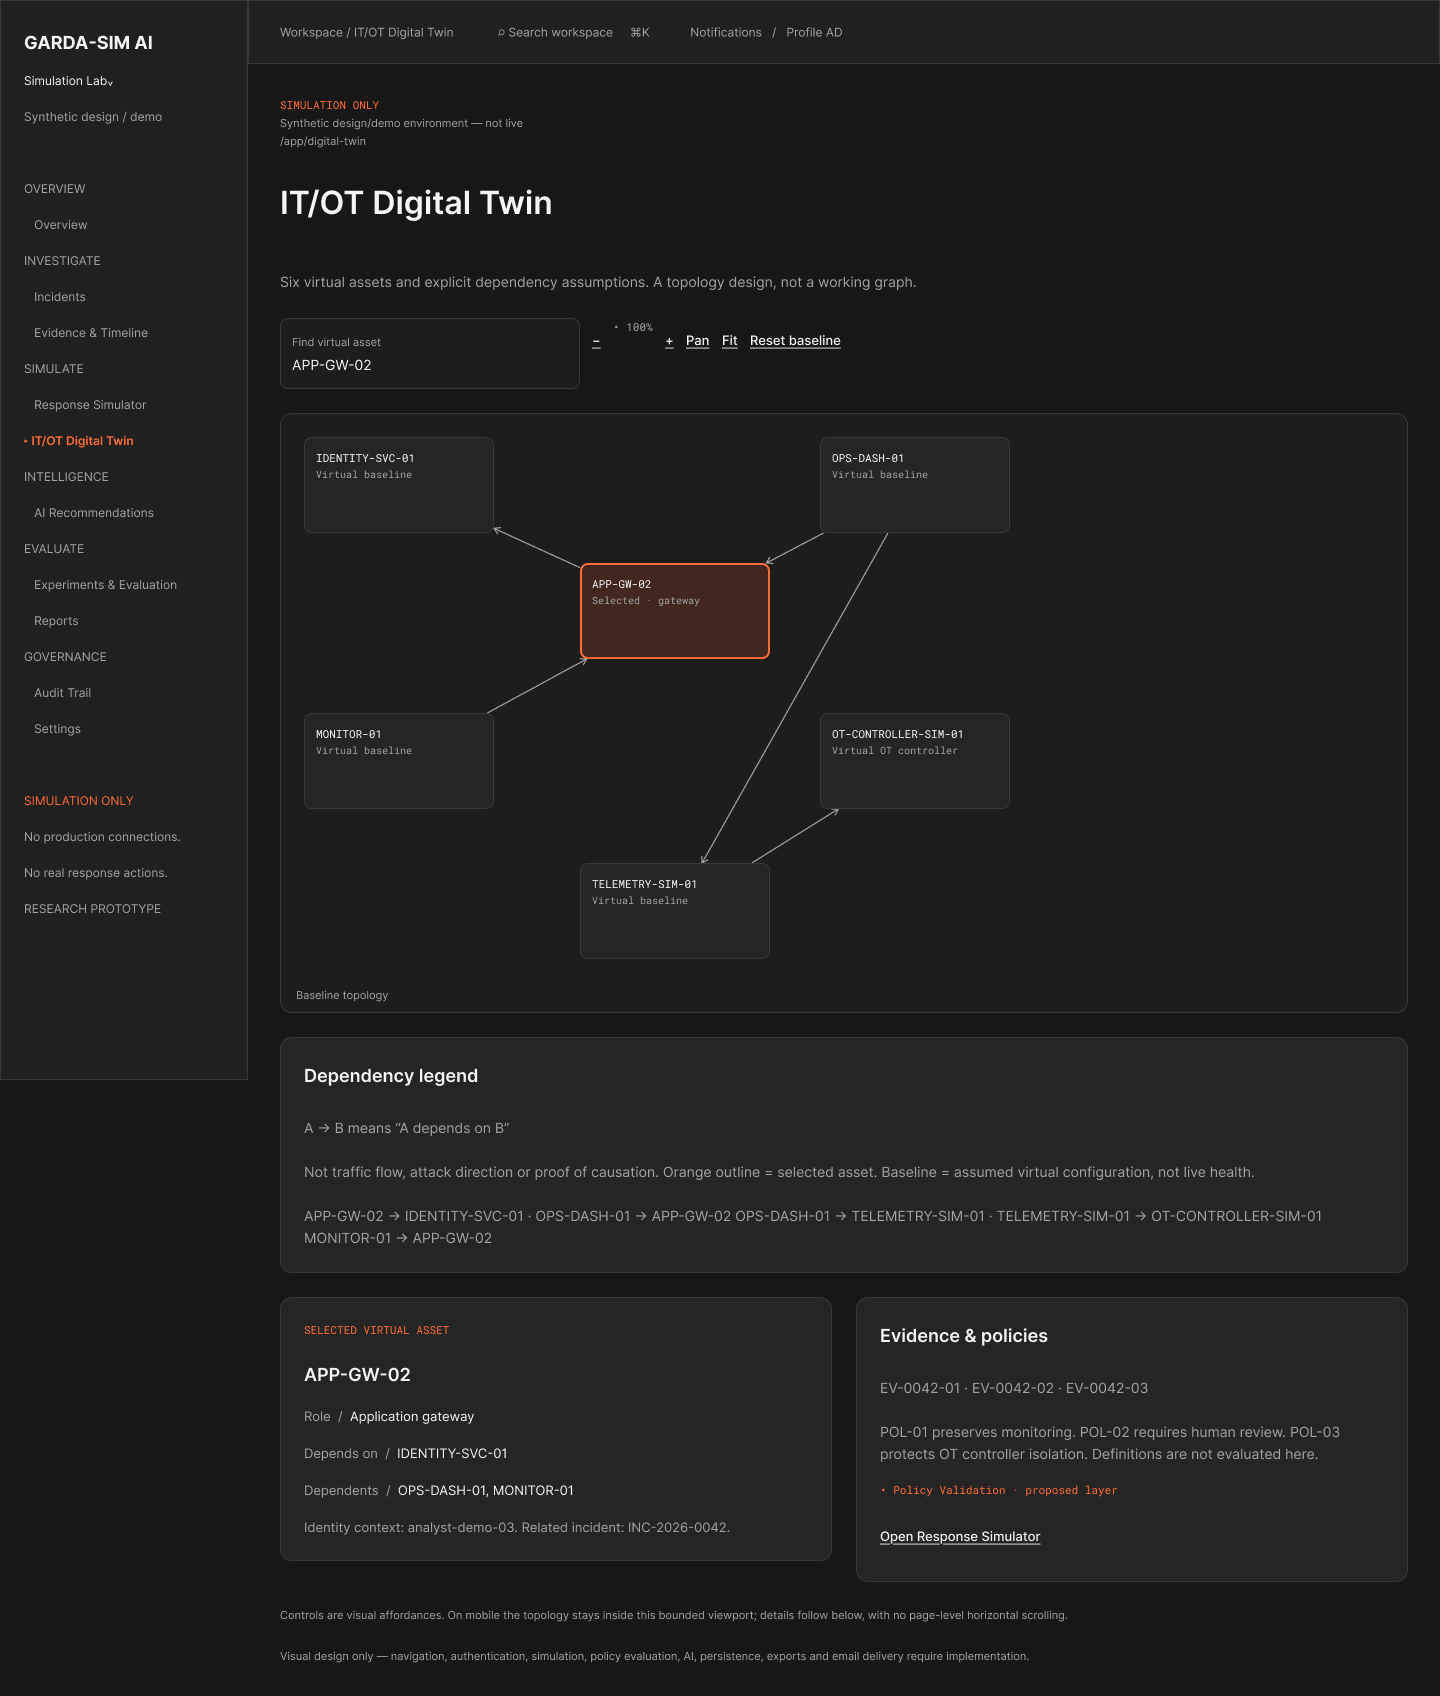 GARDA-SIM AI
Simulation Lab
Synthetic design / demo
OVERVIEW
Overview
INVESTIGATE
Incidents
Evidence & Timeline
SIMULATE
Response Simulator
▸ IT/OT Digital Twin
INTELLIGENCE
AI Recommendations
EVALUATE
Experiments & Evaluation
Reports
GOVERNANCE
Audit Trail
Settings
SIMULATION ONLY
No production connections.
No real response actions.
RESEARCH PROTOTYPE
Workspace / IT/OT Digital Twin
⌕ Search workspace ⌘K
Notifications / Profile AD
SIMULATION ONLY
Synthetic design/demo environment — not live
/app/digital-twin
IT/OT Digital Twin
Six virtual assets and explicit dependency assumptions. A topology design, not a working graph.
Find virtual asset
APP-GW-02
− • 100% + Pan Fit Reset baseline
IDENTITY-SVC-01
Virtual baseline
OPS-DASH-01
Virtual baseline
APP-GW-02
Selected · gateway
MONITOR-01
Virtual baseline
OT-CONTROLLER-SIM-01
Virtual OT controller
TELEMETRY-SIM-01
Virtual baseline
Baseline topology
Dependency legend
A → B means “A depends on B”
Not traffic flow, attack direction or proof of causation. Orange outline = selected asset. Baseline = assumed virtual configuration, not live health.
APP-GW-02 → IDENTITY-SVC-01 · OPS-DASH-01 → APP-GW-02 OPS-DASH-01 → TELEMETRY-SIM-01 · TELEMETRY-SIM-01 → OT-CONTROLLER-SIM-01
MONITOR-01 → APP-GW-02
SELECTED VIRTUAL ASSET
APP-GW-02
Role / Application gateway
Depends on / IDENTITY-SVC-01
Dependents / OPS-DASH-01, MONITOR-01
Identity context: analyst-demo-03. Related incident: INC-2026-0042.
Evidence & policies
EV-0042-01 · EV-0042-02 · EV-0042-03
POL-01 preserves monitoring. POL-02 requires human review. POL-03
protects OT controller isolation. Definitions are not evaluated here.
• Policy Validation · proposed layer
Open Response Simulator
Controls are visual affordances. On mobile the topology stays inside this bounded viewport; details follow below, with no page-level horizontal scrolling.
Visual design only — navigation, authentication, simulation, policy evaluation, AI, persistence, exports and email delivery require implementation.